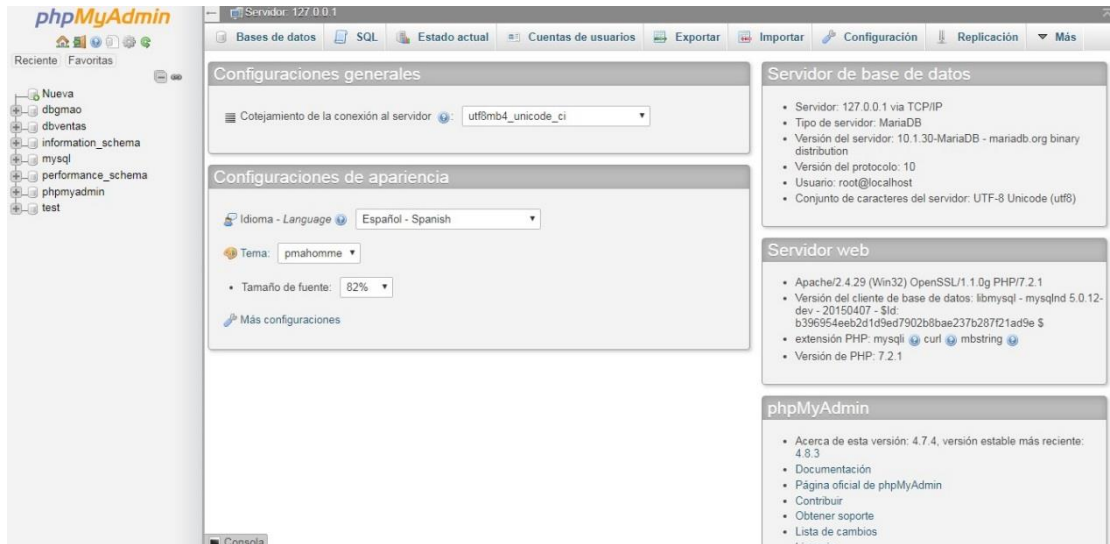 phpMyAdmin
Reciente Favoritas
Nueva
dbgmao
dbventas
information_schema
mysql
performance_schema
phpmyadmin
test
Servidor: 127.0.0.1
Bases de datos SQL Estado actual Cuentas de usuarios Exportar Importar Configuración Replicación Más
Configuraciones generales
Cotejamiento de la conexión al servidor : utf8mb4_unicode_ci
Configuraciones de apariencia
Idioma - Language Español - Spanish
Tema: pmahomme
• Tamaño de fuente: 82%
Más configuraciones
Servidor de base de datos
• Servidor: 127.0.0.1 via TCP/IP
• Tipo de servidor: MariaDB
• Versión del servidor: 10.1.30-MariaDB - mariadb.org binary
distribution
• Versión del protocolo: 10
• Usuario: root@localhost
• Conjunto de caracteres del servidor: UTF-8 Unicode (utf8)
Servidor web
• Apache/2.4.29 (Win32) OpenSSL/1.1.0g PHP/7.2.1
• Versión del cliente de base de datos: libmysql - mysqlnd 5.0.12-
dev - 20150407 - $Id:
b396954eeb2d1d9ed7902b8bae237b287f21ad9e $
• extensión PHP: mysqli curl mbstring
• Versión de PHP: 7.2.1
phpMyAdmin
• Acerca de esta versión: 4.7.4, versión estable más reciente:
4.8.3
• Documentación
• Página oficial de phpMyAdmin
• Contribuir
• Obtener soporte
• Lista de cambios
Consola